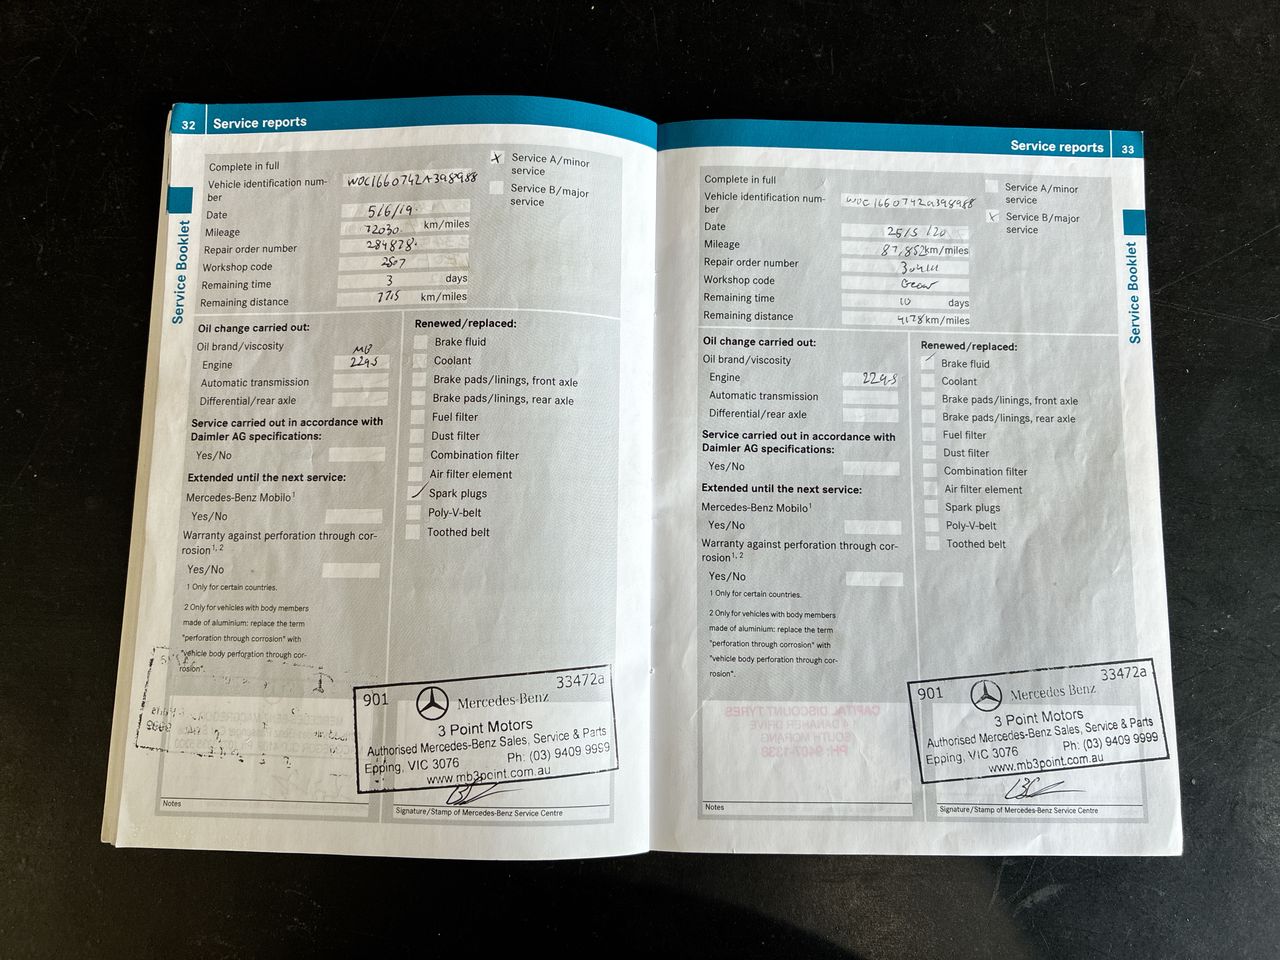 32 Service reports
Complete in full
X Service A/minor service
Service B/major service
Vehicle identification num-
ber
WDC1660742A398988
Date 5/6/19.
Mileage 72030. km/miles
Repair order number 284878.
Workshop code 2507
Remaining time 3 days
Remaining distance 7715 km/miles
Oil change carried out:
Oil brand/viscosity MB
Engine 229.5
Automatic transmission
Differential/rear axle
Service carried out in accordance with
Daimler AG specifications:
Yes/No
Extended until the next service:
Mercedes-Benz Mobilo1
Yes/No
Warranty against perforation through cor-
rosion1, 2
Yes/No
1 Only for certain countries.
2 Only for vehicles with body members
made of aluminium: replace the term
"perforation through corrosion" with
"vehicle body perforation through cor-
rosion".
Renewed/replaced:
Brake fluid
Coolant
Brake pads/linings, front axle
Brake pads/linings, rear axle
Fuel filter
Dust filter
Combination filter
Air filter element
Spark plugs
Poly-V-belt
Toothed belt
901 33472a
Mercedes-Benz
3 Point Motors
Authorised Mercedes-Benz Sales, Service & Parts
Epping, VIC 3076 Ph: (03) 9409 9999
www.mb3point.com.au
Notes
Signature/Stamp of Mercedes-Benz Service Centre
Service Booklet
Service reports 33
Complete in full
Service A/minor
service
X Service B/major
service
Vehicle identification num-
ber
WDC1660742a398988
Date 25/5/20
Mileage 87,852 km/miles
Repair order number
Workshop code
Remaining time 10 days
Remaining distance 4178 km/miles
Oil change carried out:
Oil brand/viscosity
Engine 229.5
Automatic transmission
Differential/rear axle
Service carried out in accordance with
Daimler AG specifications:
Yes/No
Extended until the next service:
Mercedes-Benz Mobilo1
Yes/No
Warranty against perforation through cor-
rosion1, 2
Yes/No
1 Only for certain countries.
2 Only for vehicles with body members
made of aluminium: replace the term
"perforation through corrosion" with
"vehicle body perforation through cor-
rosion".
Renewed/replaced:
Brake fluid
Coolant
Brake pads/linings, front axle
Brake pads/linings, rear axle
Fuel filter
Dust filter
Combination filter
Air filter element
Spark plugs
Poly-V-belt
Toothed belt
CAPITAL DISCOUNT TYRES
DANAHER DRIVE
SOUTH MORANG
901 33472a
Mercedes Benz
3 Point Motors
Authorised Mercedes-Benz Sales, Service & Parts
Epping, VIC 3076 Ph: (03) 9409 9999
www.mb3point.com.au
Notes
Signature/Stamp of Mercedes-Benz Service Centre
Service Booklet